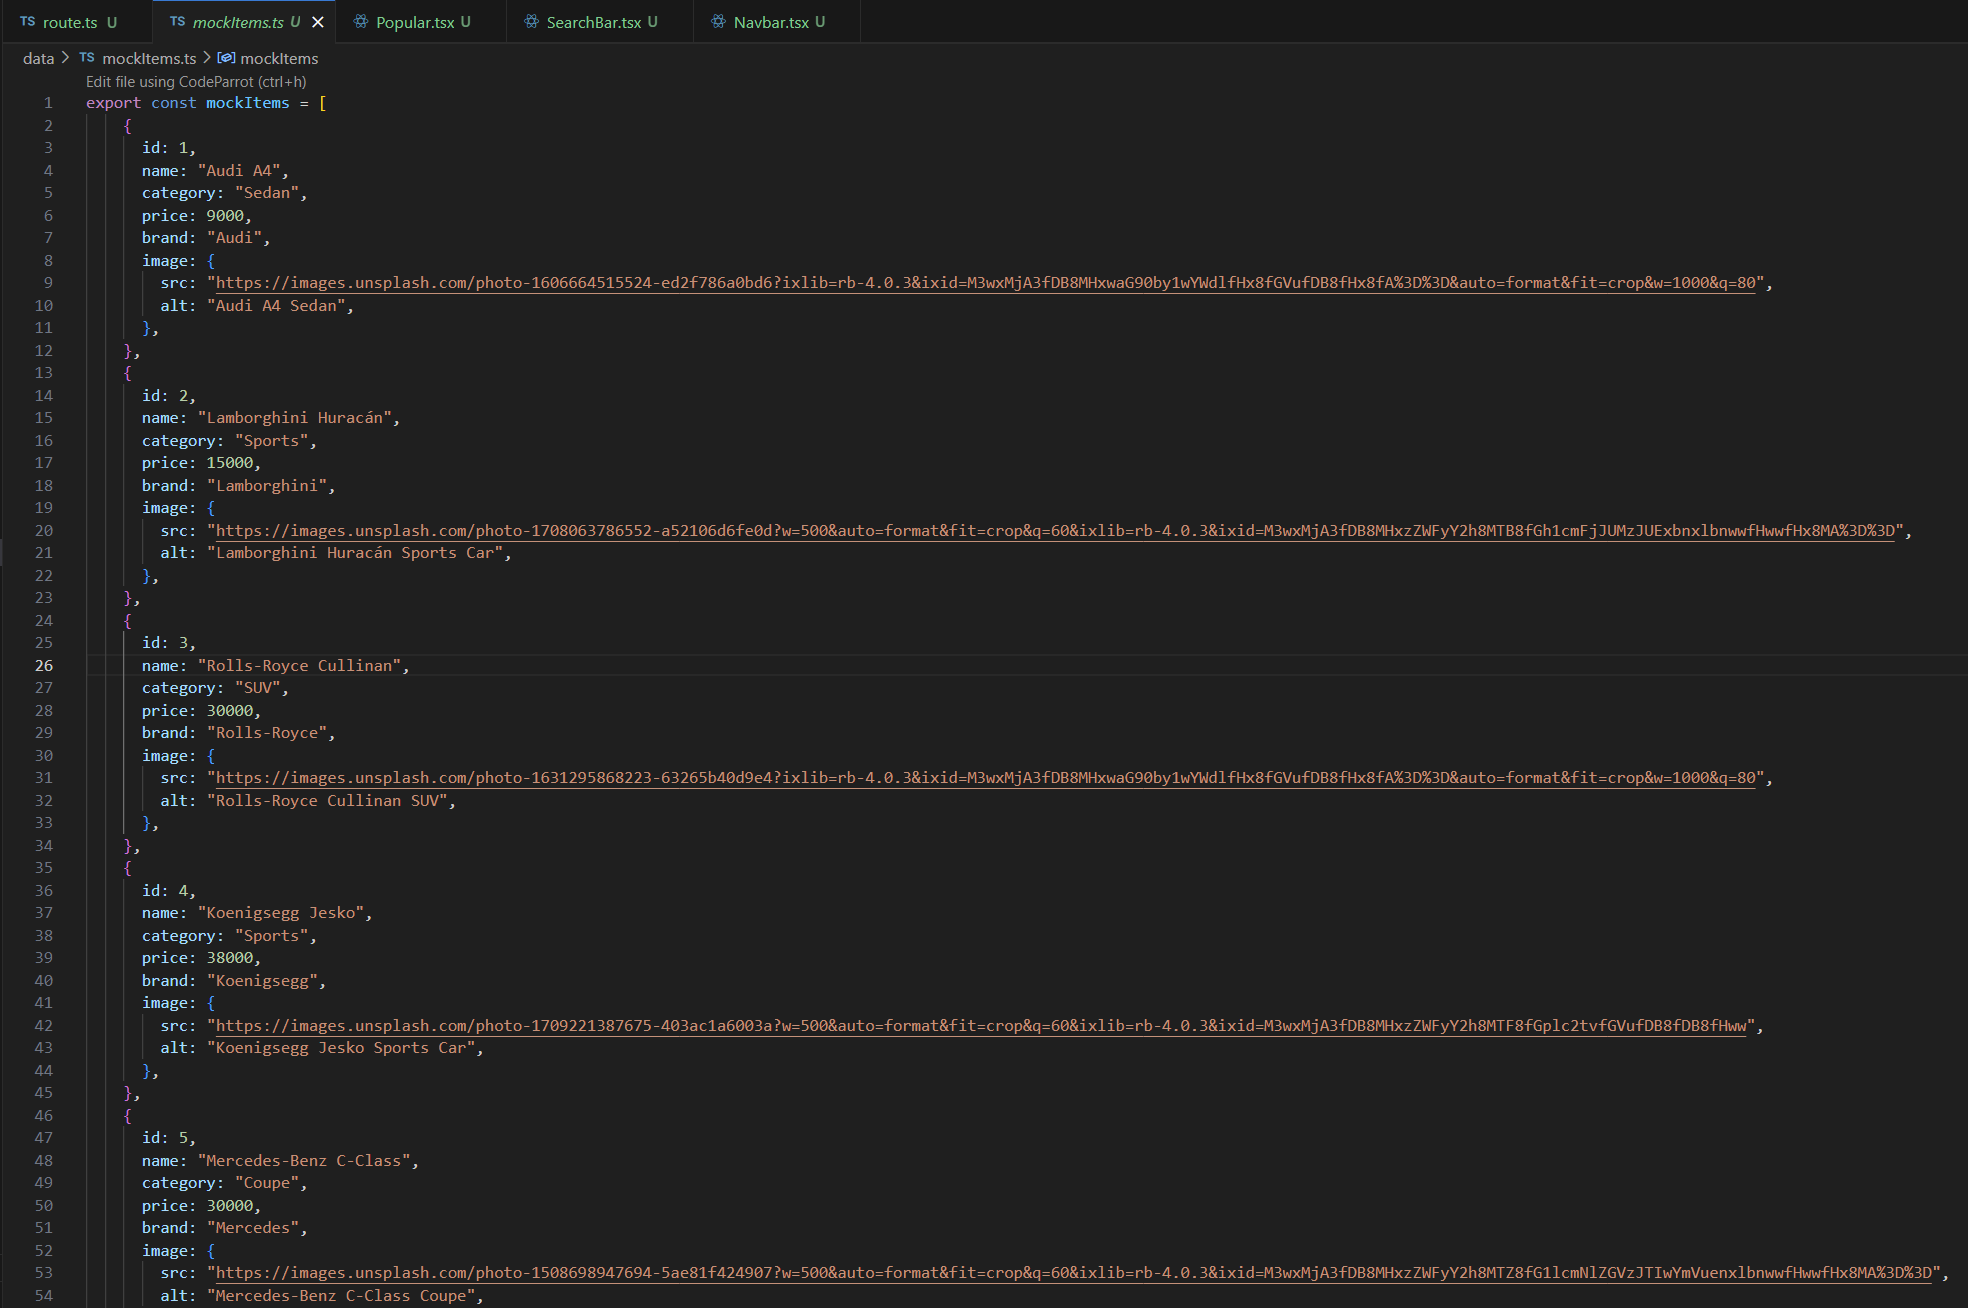 TS route.ts U TS mockItems.ts U Popular.tsx U SearchBar.tsx U Navbar.tsx U
data > TS mockItems.ts > mockItems
Edit file using CodeParrot (ctrl+h)
1 export const mockItems = [
2 {
3 id: 1,
4 name: "Audi A4",
5 category: "Sedan",
6 price: 9000,
7 brand: "Audi",
8 image: {
9 src: "https://images.unsplash.com/photo-1606664515524-ed2f786a0bd6?ixlib=rb-4.0.3&ixid=M3wxMjA3fDB8MHxwaG90by1wYWdlfHx8fGVufDB8fHx8fA%3D%3D&auto=format&fit=crop&w=1000&q=80",
10 alt: "Audi A4 Sedan",
11 },
12 },
13 {
14 id: 2,
15 name: "Lamborghini Huracán",
16 category: "Sports",
17 price: 15000,
18 brand: "Lamborghini",
19 image: {
20 src: "https://images.unsplash.com/photo-1708063786552-a52106d6fe0d?w=500&auto=format&fit=crop&q=60&ixlib=rb-4.0.3&ixid=M3wxMjA3fDB8MHxzZWFyY2h8MTB8fGh1cmFjJUMzJUExbnxlbnwwfHwwfHx8MA%3D%3D",
21 alt: "Lamborghini Huracán Sports Car",
22 },
23 },
24 {
25 id: 3,
26 name: "Rolls-Royce Cullinan",
27 category: "SUV",
28 price: 30000,
29 brand: "Rolls-Royce",
30 image: {
31 src: "https://images.unsplash.com/photo-1631295868223-63265b40d9e4?ixlib=rb-4.0.3&ixid=M3wxMjA3fDB8MHxwaG90by1wYWdlfHx8fGVufDB8fHx8fA%3D%3D&auto=format&fit=crop&w=1000&q=80",
32 alt: "Rolls-Royce Cullinan SUV",
33 },
34 },
35 {
36 id: 4,
37 name: "Koenigsegg Jesko",
38 category: "Sports",
39 price: 38000,
40 brand: "Koenigsegg",
41 image: {
42 src: "https://images.unsplash.com/photo-1709221387675-403ac1a6003a?w=500&auto=format&fit=crop&q=60&ixlib=rb-4.0.3&ixid=M3wxMjA3fDB8MHxzZWFyY2h8MTF8fGplc2tvfGVufDB8fDB8fHww",
43 alt: "Koenigsegg Jesko Sports Car",
44 },
45 },
46 {
47 id: 5,
48 name: "Mercedes-Benz C-Class",
49 category: "Coupe",
50 price: 30000,
51 brand: "Mercedes",
52 image: {
53 src: "https://images.unsplash.com/photo-1508698947694-5ae81f424907?w=500&auto=format&fit=crop&q=60&ixlib=rb-4.0.3&ixid=M3wxMjA3fDB8MHxzZWFyY2h8MTZ8fG1lcmNlZGVzJTIwYmVuenxlbnwwfHwwfHx8MA%3D%3D",
54 alt: "Mercedes-Benz C-Class Coupe",